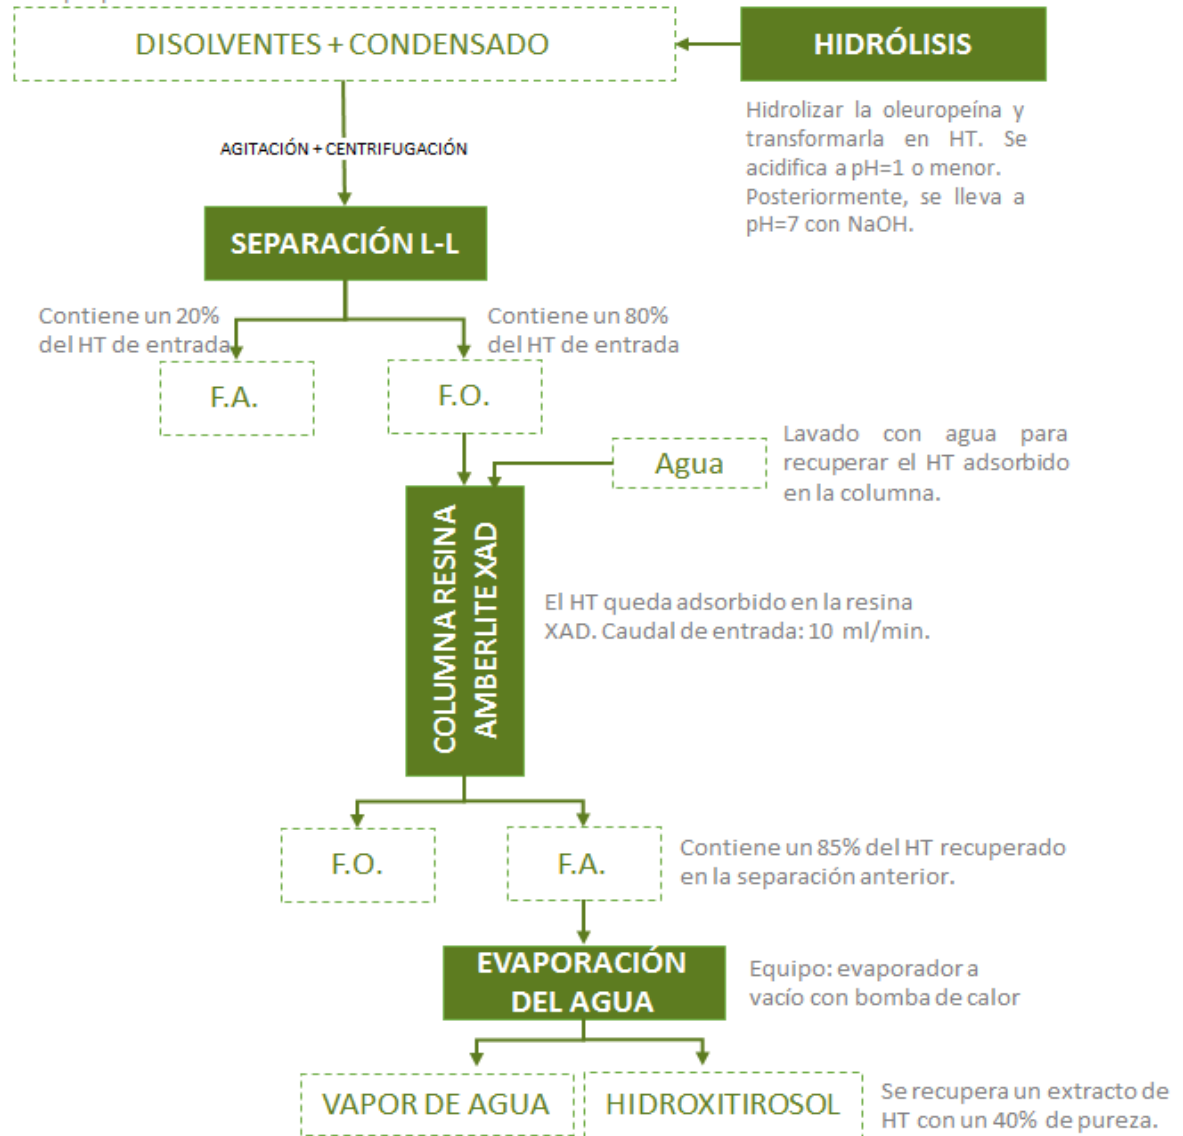 DISOLVENTES + CONDENSADO
HIDRÓLISIS
Hidrolizar la oleuropeína y
transformarla en HT. Se
acidifica a pH=1 o menor.
Posteriormente, se lleva a
pH=7 con NaOH.
AGITACIÓN + CENTRIFUGACIÓN
SEPARACIÓN L-L
Contiene un 20%
del HT de entrada
Contiene un 80%
del HT de entrada
F.A.
F.O.
Agua
Lavado con agua para
recuperar el HT adsorbido
en la columna.
COLUMNA RESINA
AMBERLITE XAD
El HT queda adsorbido en la resina
XAD. Caudal de entrada: 10 ml/min.
F.O.
F.A.
Contiene un 85% del HT recuperado
en la separación anterior.
EVAPORACIÓN
DEL AGUA
Equipo: evaporador a
vacío con bomba de calor
VAPOR DE AGUA
HIDROXITIROSOL
Se recupera un extracto de
HT con un 40% de pureza.